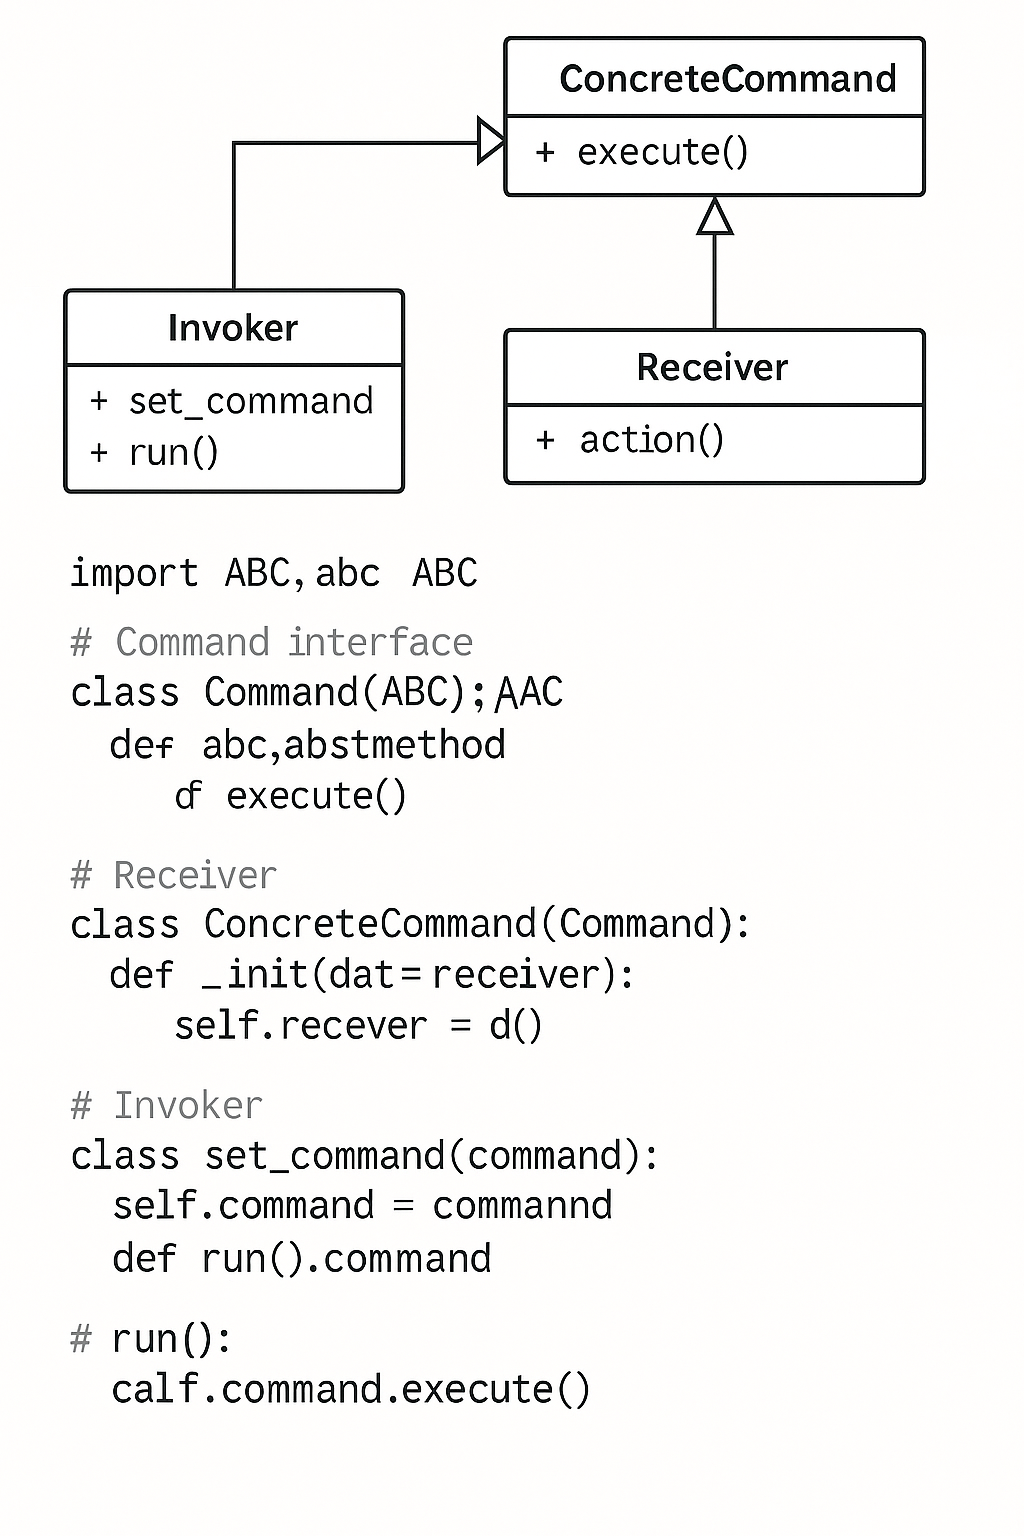 ConcreteCommand
+ execute()
Invoker
+ set_command
+ run()
Receiver
+ action()
import ABC, abc ABC
# Command interface
class Command(ABC);AAC
def abc,abstmethod
df execute()
# Receiver
class ConcreteCommand(Command):
def _init(dat=receiver):
self.recever = d()
# Invoker
class set_command(command):
self.command = commannd
def run().command
# run():
calf.command.execute()